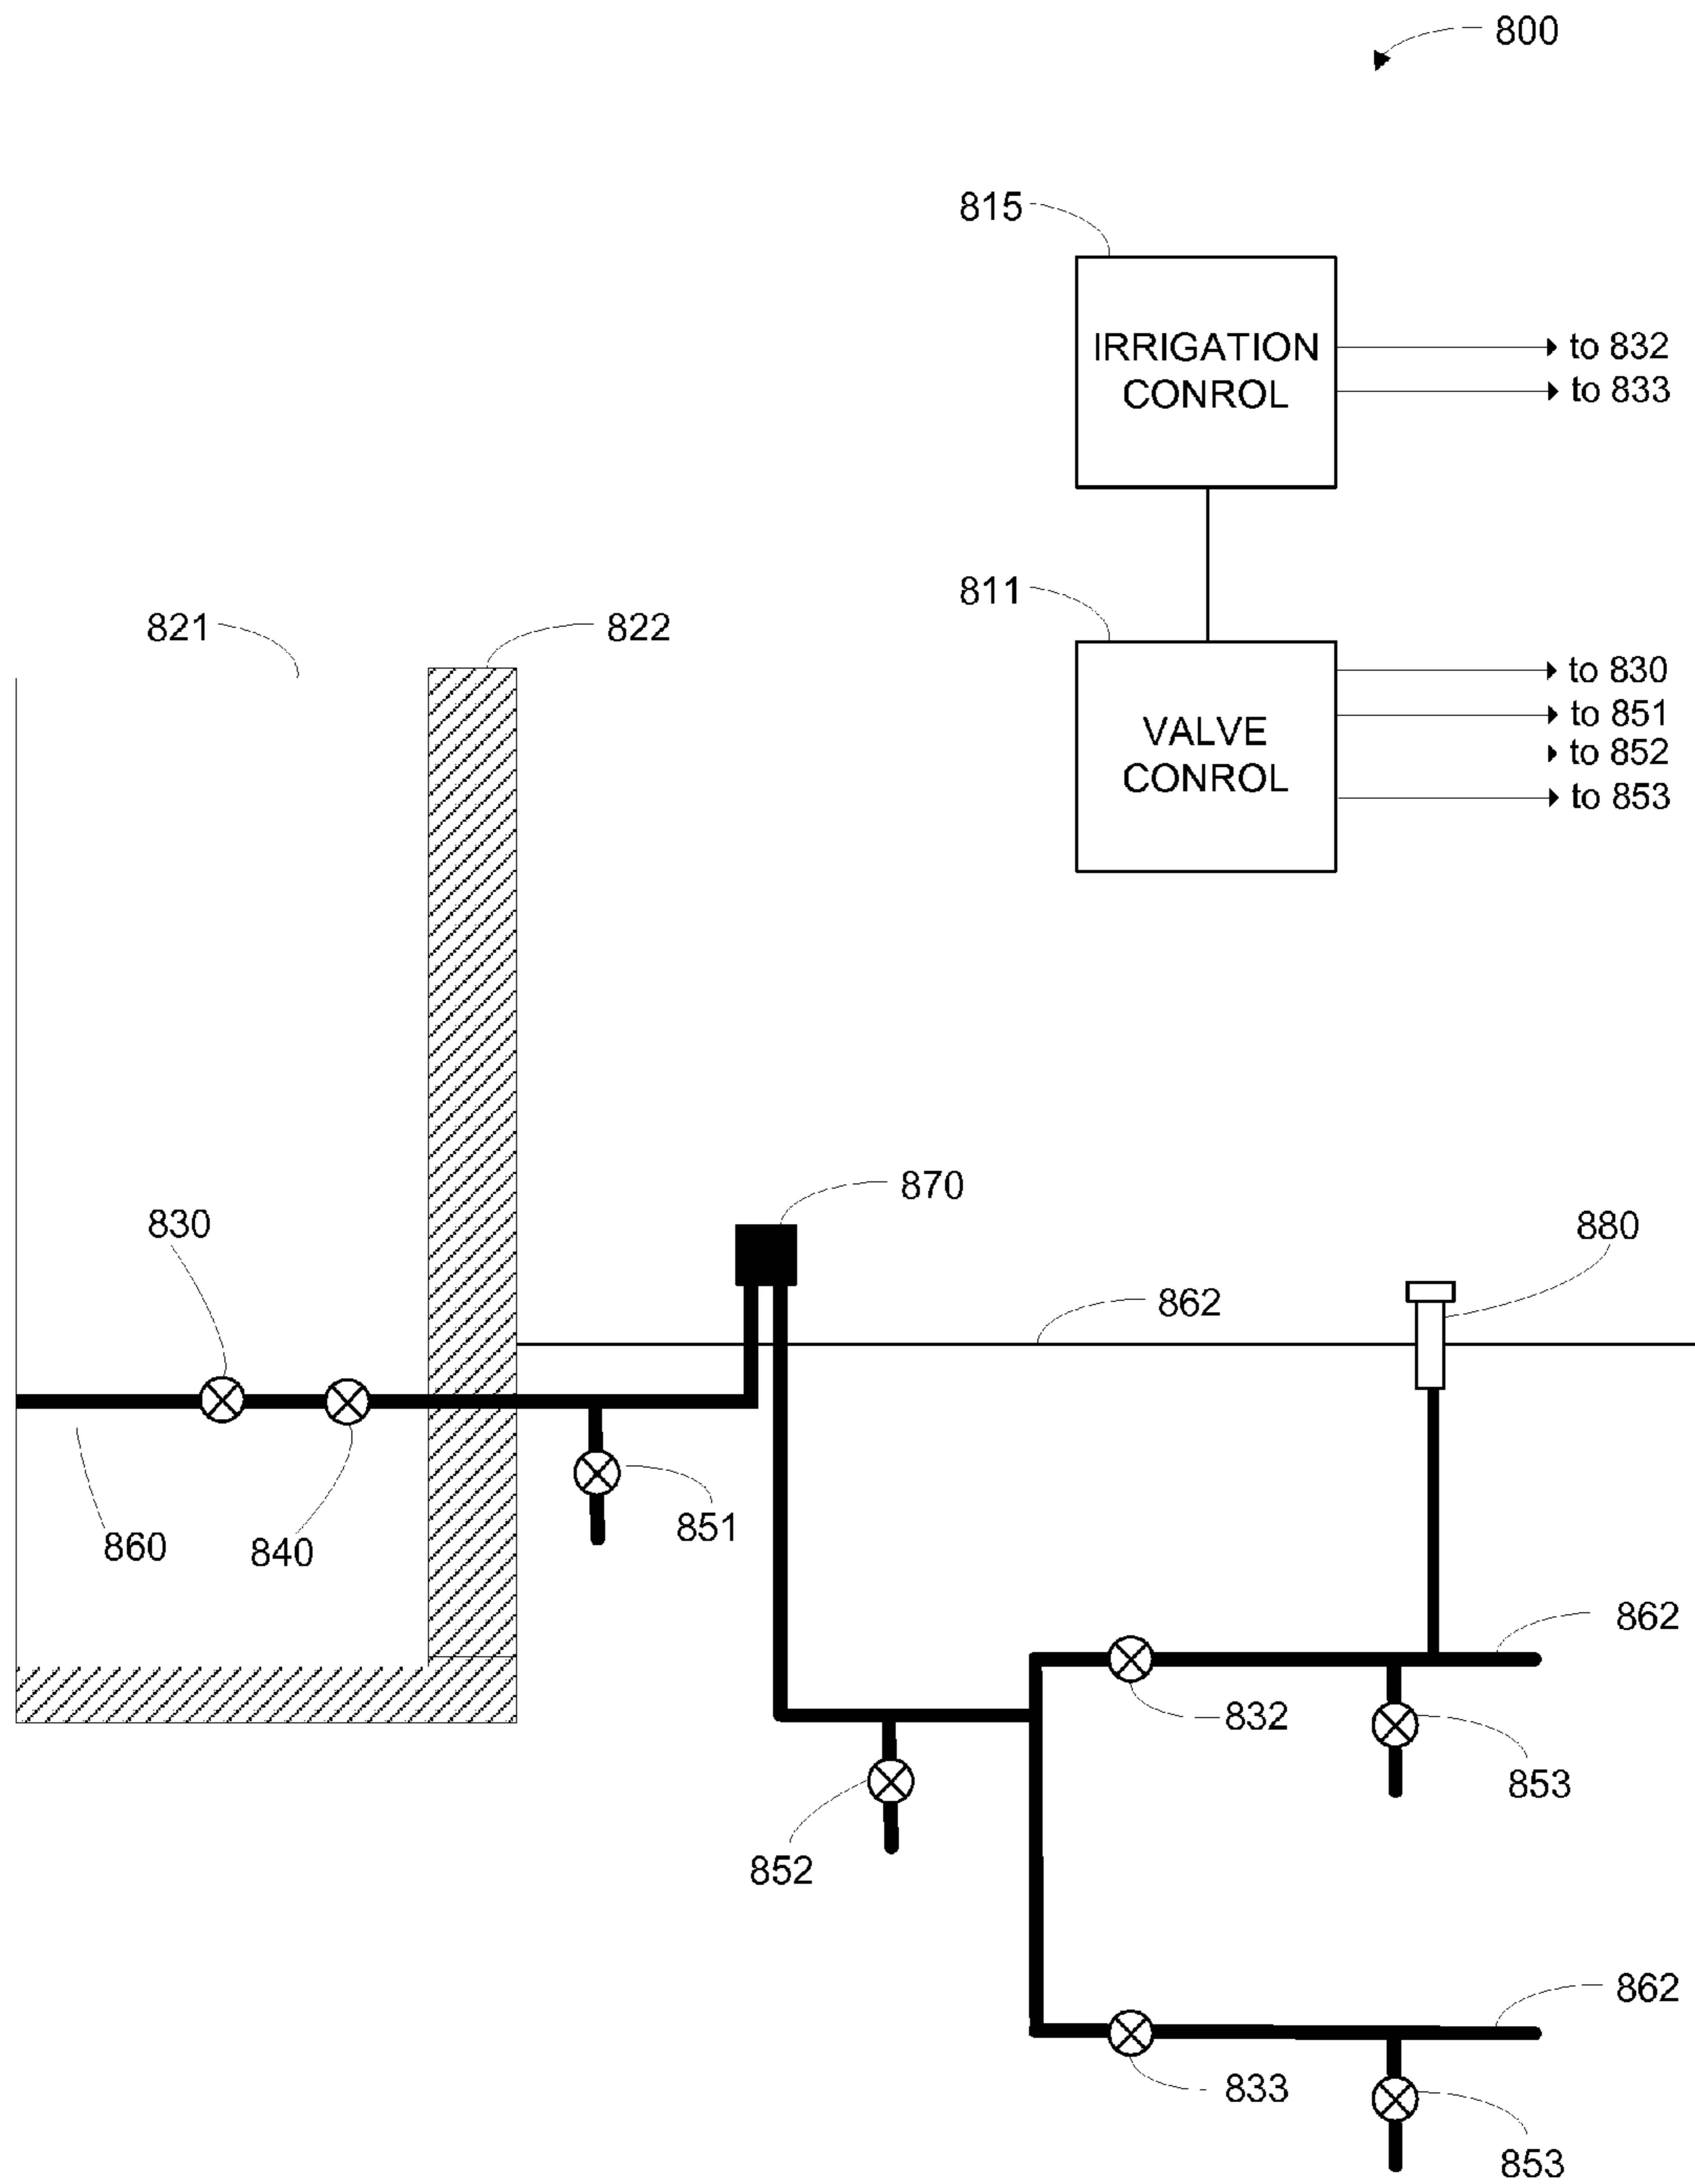 800
815
IRRIGATION
CONROL
to 832
to 833
811
821
822
VALVE
CONROL
to 830
to 851
to 852
to 853
870
830
880
862
860
840
851
862
832
853
852
862
833
853